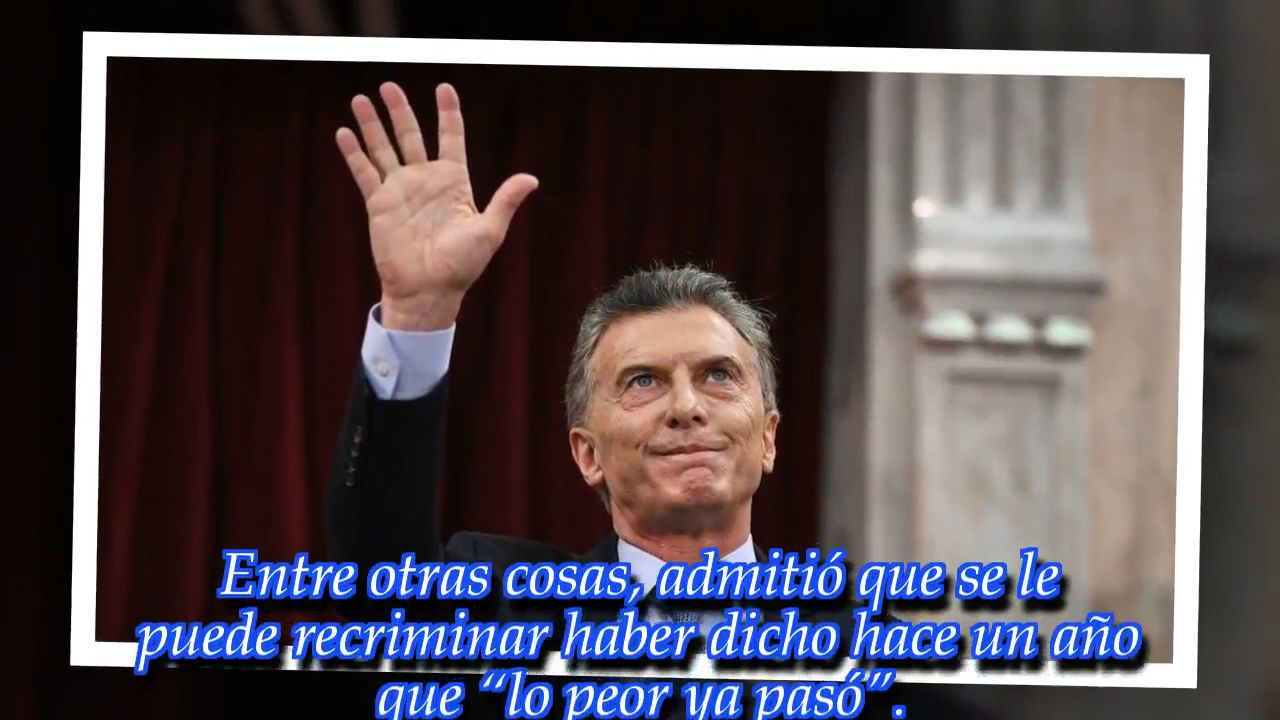 Entre otras cosas, admitió que se le
puede recriminar haber dicho hace un año
que “lo peor ya pasó”.